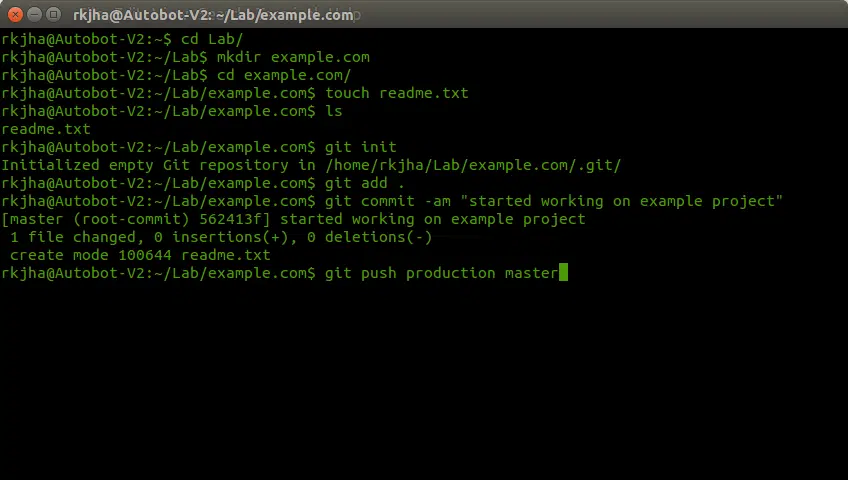 rkjha@Autobot-V2: ~/Lab/example.com
rkjha@Autobot-V2:~$ cd Lab/
rkjha@Autobot-V2:~/Lab$ mkdir example.com
rkjha@Autobot-V2:~/Lab$ cd example.com/
rkjha@Autobot-V2:~/Lab/example.com$ touch readme.txt
rkjha@Autobot-V2:~/Lab/example.com$ ls
readme.txt
rkjha@Autobot-V2:~/Lab/example.com$ git init
Initialized empty Git repository in /home/rkjha/Lab/example.com/.git/
rkjha@Autobot-V2:~/Lab/example.com$ git add .
rkjha@Autobot-V2:~/Lab/example.com$ git commit -am "started working on example project"
[master (root-commit) 562413f] started working on example project
 1 file changed, 0 insertions(+), 0 deletions(-)
 create mode 100644 readme.txt
rkjha@Autobot-V2:~/Lab/example.com$ git push production master